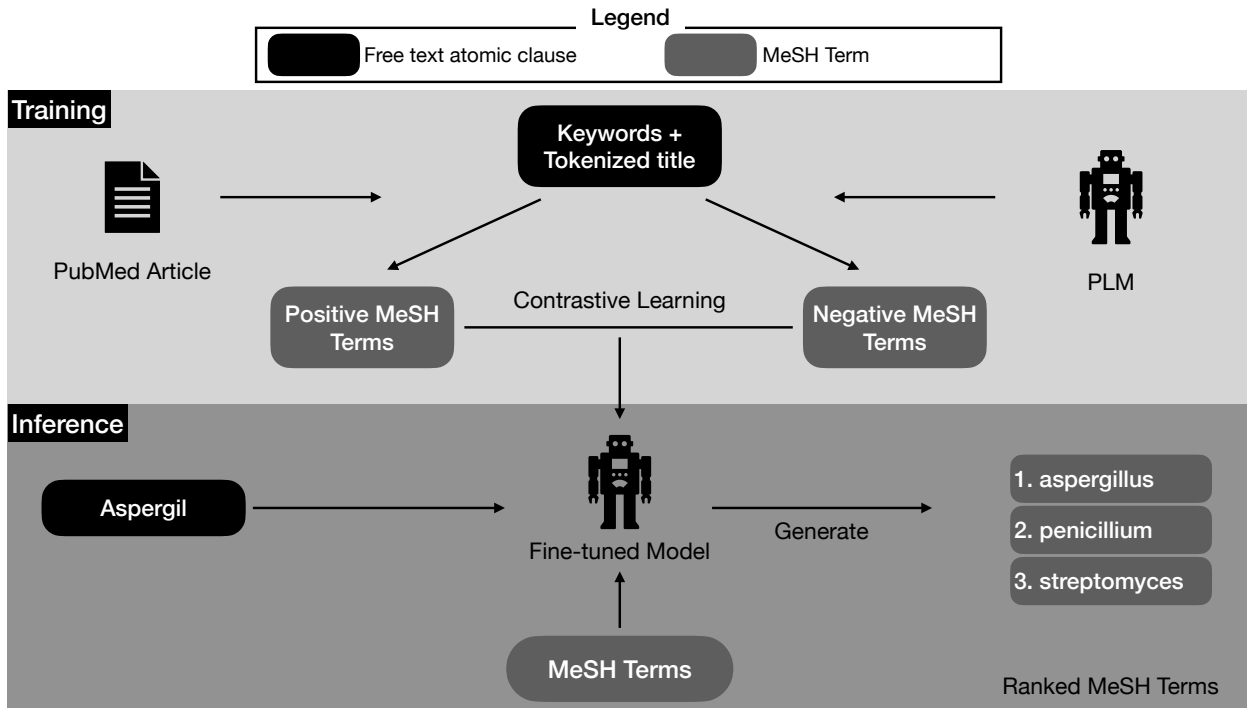 Legend
Free text atomic clause
MeSH Term
Training
Keywords +
Tokenized title
PubMed Article
PLM
Positive MeSH
Terms
Contrastive Learning
Negative MeSH
Terms
Inference
Aspergil
Fine-tuned Model
Generate
1. aspergillus
2. penicillium
3. streptomyces
MeSH Terms
Ranked MeSH Terms